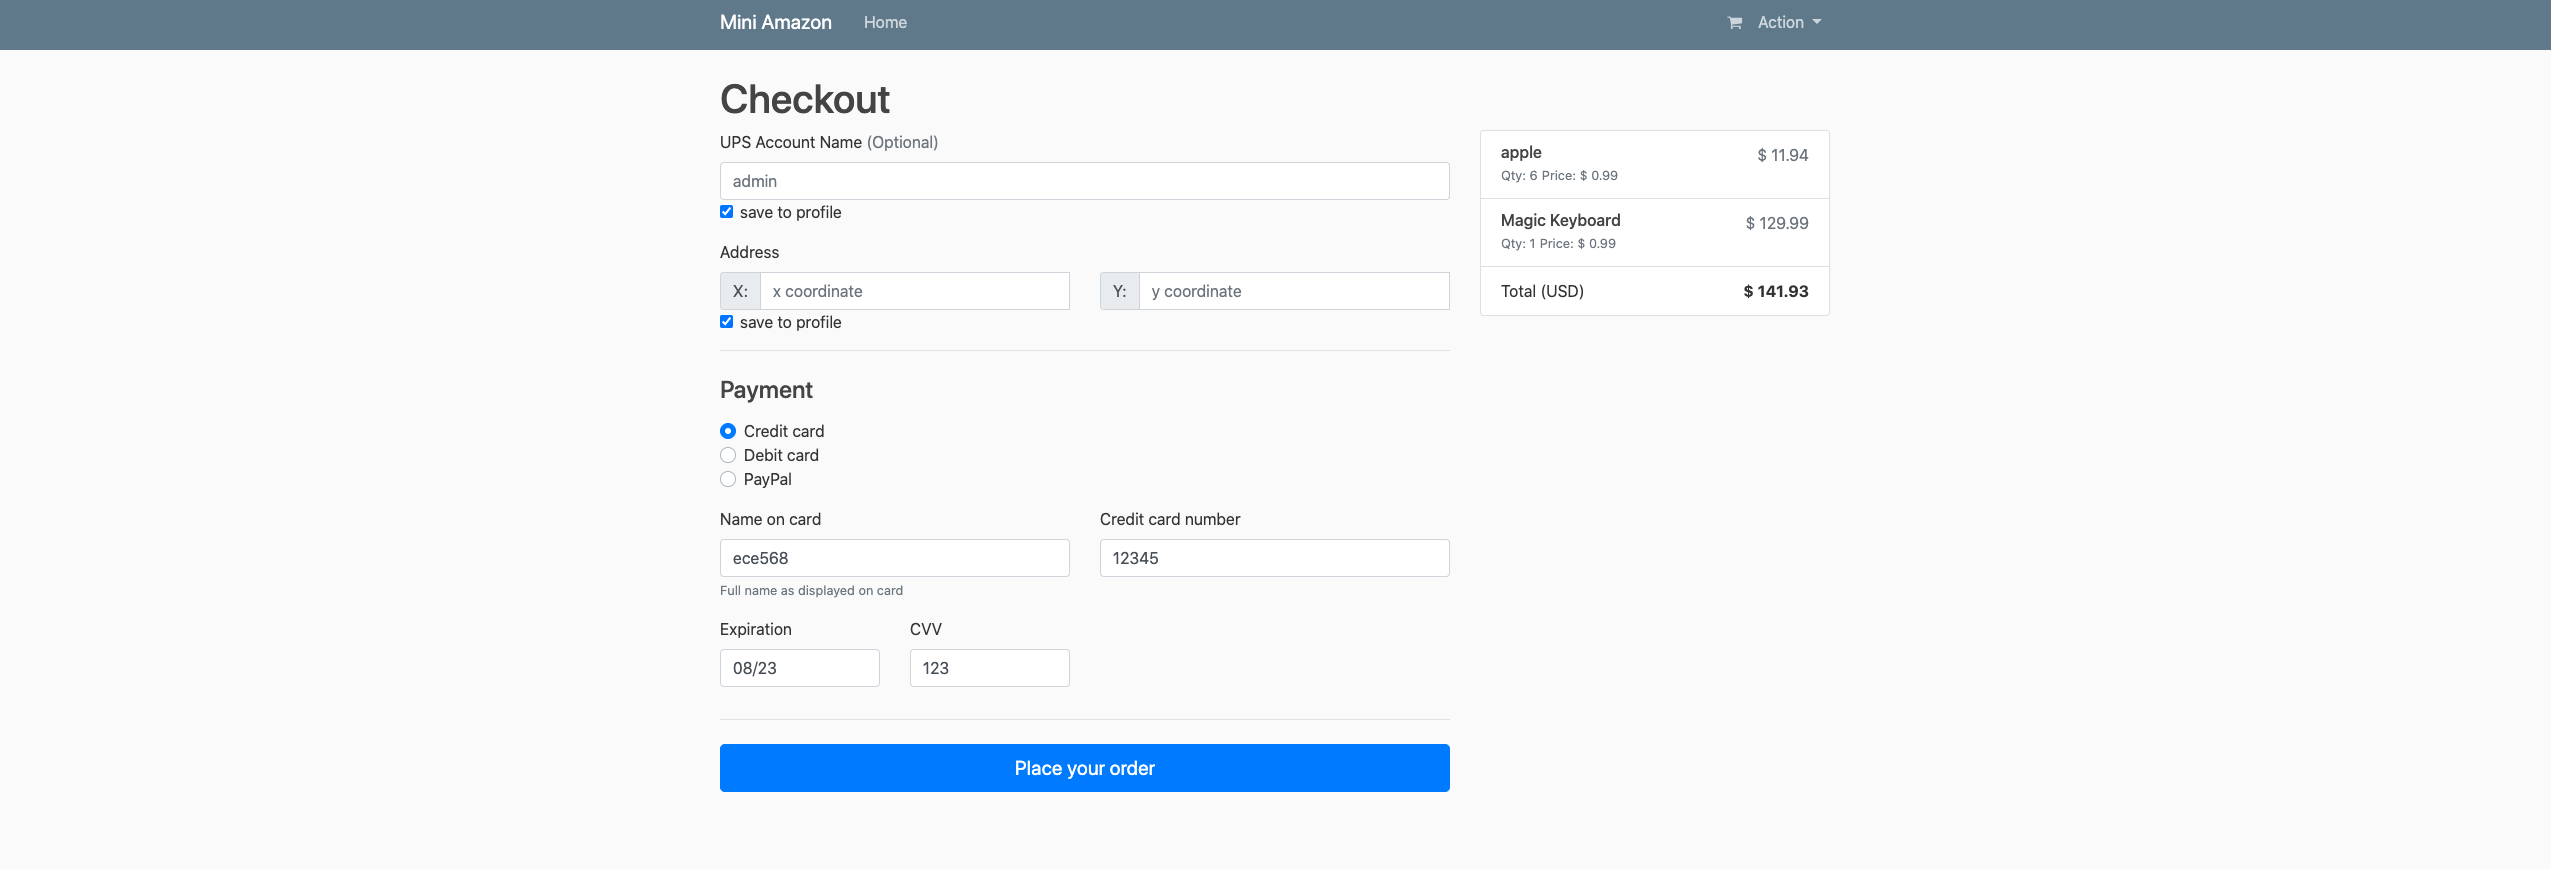 Mini Amazon Home Action
Checkout
UPS Account Name (Optional)
admin
save to profile
Address
X: x coordinate Y: y coordinate
save to profile
Payment
Credit card
Debit card
PayPal
Name on card Credit card number
ece568 12345
Full name as displayed on card
Expiration CVV
08/23 123
Place your order
apple $ 11.94
Qty: 6 Price: $ 0.99
Magic Keyboard $ 129.99
Qty: 1 Price: $ 0.99
Total (USD) $ 141.93